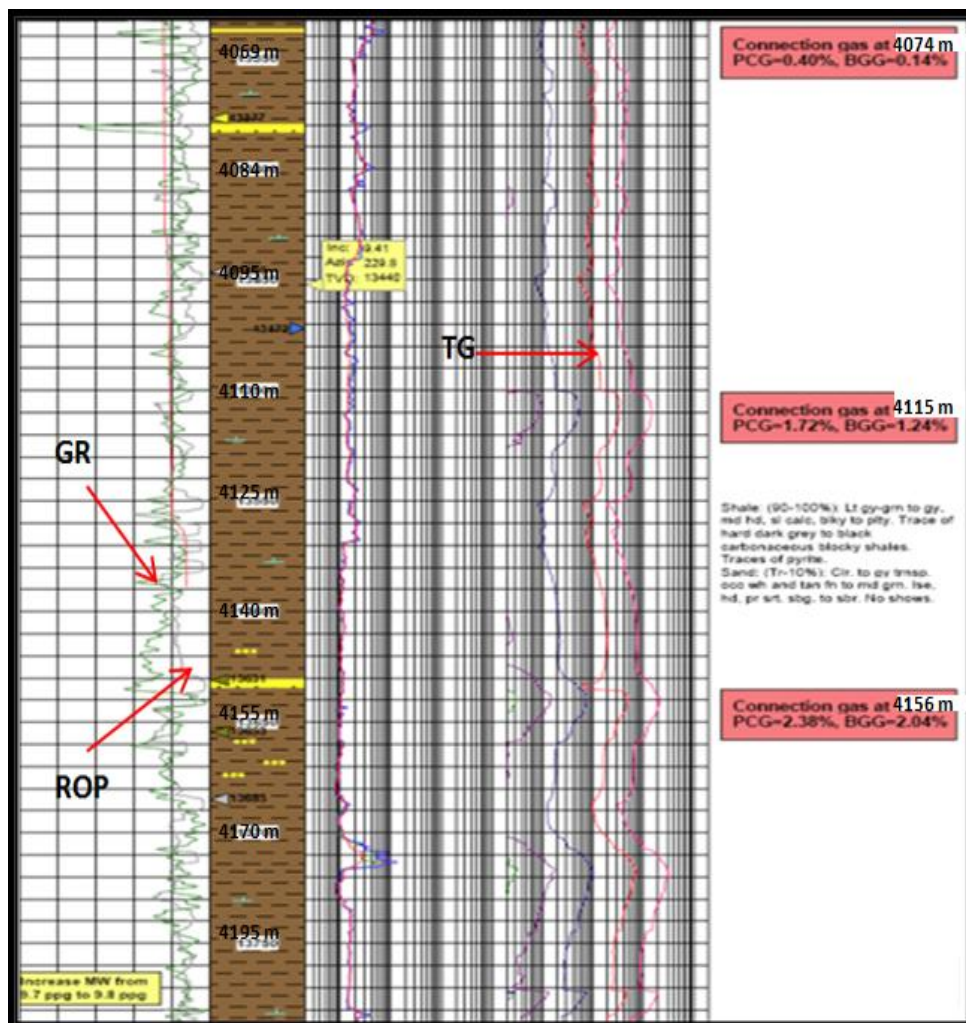 4069 m
Connection gas at 4074 m
PCG=0.40%, BGG=0.14%
13377
4084 m
Inc: 9.41
Azi: 229.8
TVD: 13440
4095 m
TG
4110 m
Connection gas at 4115 m
PCG=1.72%, BGG=1.24%
GR
4125 m
Shale: (90-100%): Lt gy-grn to gy,
md hd, sl calc, blky to plty. Trace of
hard dark grey to black
carbonaceous blocky shales.
Traces of pyrite.
Sand: (Tr-10%): Clr. to gy trnsp.
occ wh and tan fn to md grn. lse,
hd, pr srt. sbg. to sbr. No shows.
4140 m
13631
4155 m
Connection gas at 4156 m
PCG=2.38%, BGG=2.04%
ROP
13685
4170 m
4195 m
13750
Increase MW from
9.7 ppg to 9.8 ppg